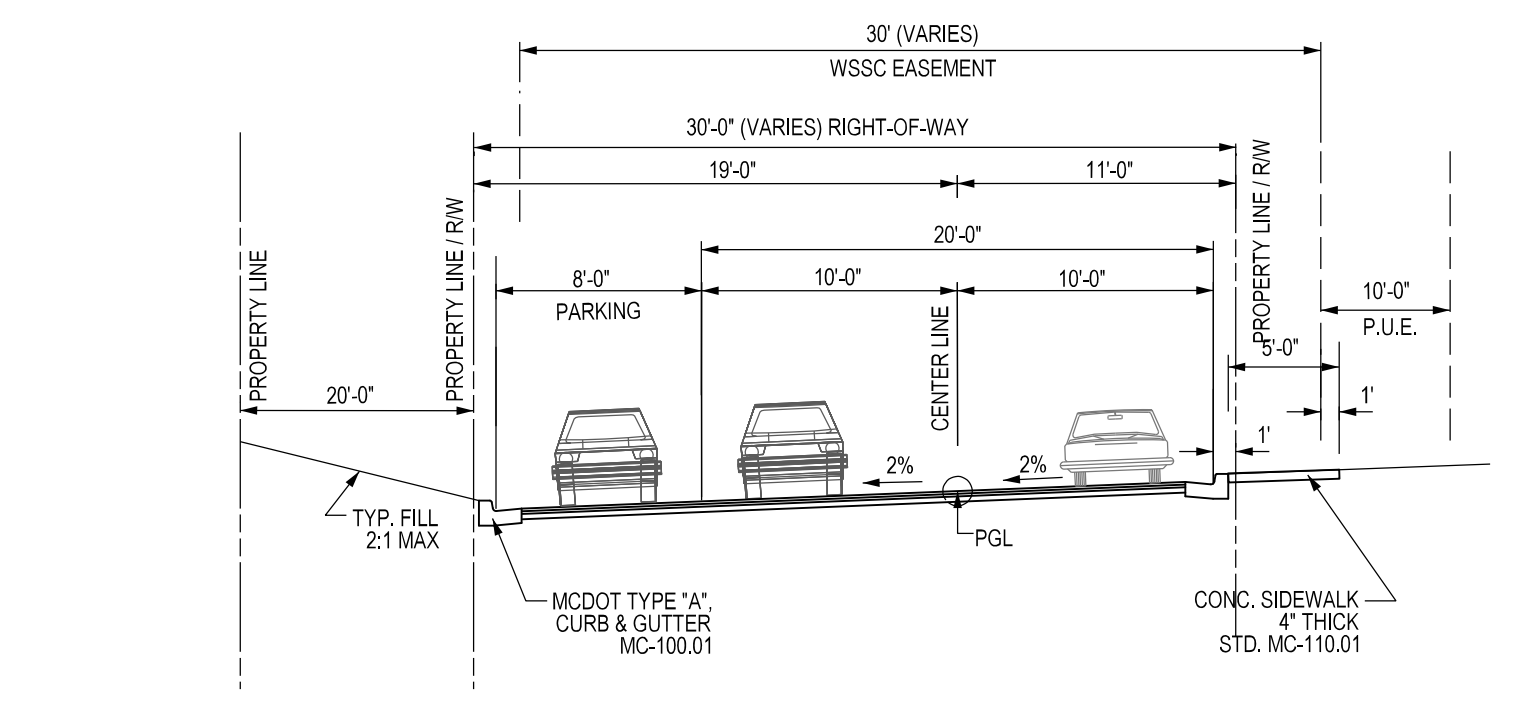 30' (VARIES)
WSSC EASEMENT
30'-0" (VARIES) RIGHT-OF-WAY
19'-0"
11'-0"
PROPERTY LINE
PROPERTY LINE / R/W
PROPERTY LINE / R/W
20'-0"
8'-0"
PARKING
10'-0"
10'-0"
CENTER LINE
10'-0"
P.U.E.
5'-0"
20'-0"
1'
1'
2%
2%
TYP. FILL
2:1 MAX
PGL
MCDOT TYPE "A",
CURB & GUTTER
MC-100.01
CONC. SIDEWALK
4" THICK
STD. MC-110.01